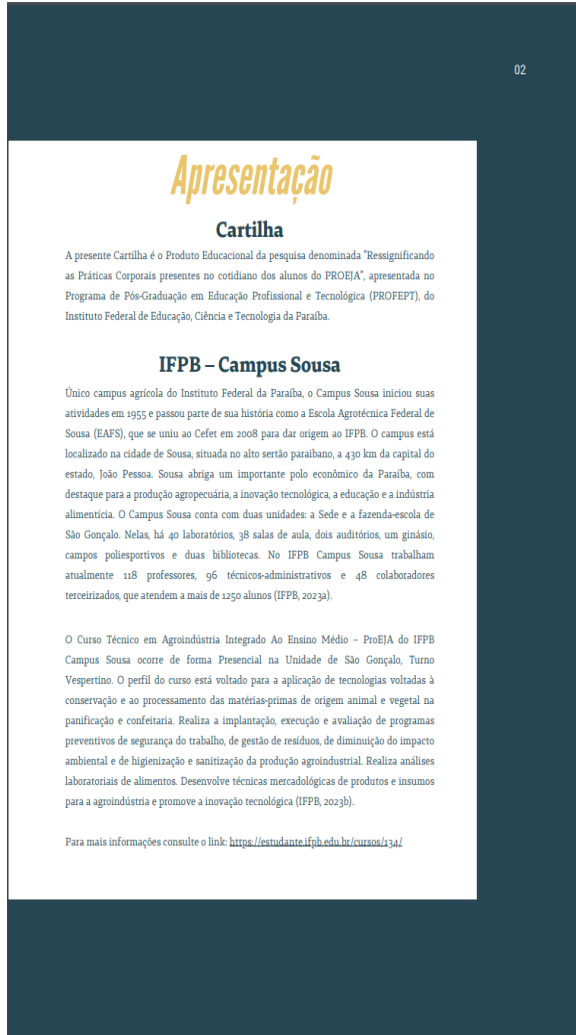 02
Apresentação
Cartilha
A presente Cartilha é o Produto Educacional da pesquisa denominada "Ressignificando
as Práticas Corporais presentes no cotidiano dos alunos do PROEJA", apresentada no
Programa de Pós-Graduação em Educação Profissional e Tecnológica (PROFEPT), do
Instituto Federal de Educação, Ciência e Tecnologia da Paraíba.
IFPB – Campus Sousa
Único campus agrícola do Instituto Federal da Paraíba, o Campus Sousa iniciou suas
atividades em 1955 e passou parte de sua história como a Escola Agrotécnica Federal de
Sousa (EAFS), que se uniu ao Cefet em 2008 para dar origem ao IFPB. O campus está
localizado na cidade de Sousa, situada no alto sertão paraibano, a 430 km da capital do
estado, João Pessoa. Sousa abriga um importante polo econômico da Paraíba, com
destaque para a produção agropecuária, a inovação tecnológica, a educação e a indústria
alimentícia. O Campus Sousa conta com duas unidades: a Sede e a fazenda-escola de
São Gonçalo. Nelas, há 40 laboratórios, 38 salas de aula, dois auditórios, um ginásio,
campos poliesportivos e duas bibliotecas. No IFPB Campus Sousa trabalham
atualmente 118 professores, 96 técnicos-administrativos e 48 colaboradores
terceirizados, que atendem a mais de 1250 alunos (IFPB, 2023a).
O Curso Técnico em Agroindústria Integrado Ao Ensino Médio – ProEJA do IFPB
Campus Sousa ocorre de forma Presencial na Unidade de São Gonçalo, Turno
Vespertino. O perfil do curso está voltado para a aplicação de tecnologias voltadas à
conservação e ao processamento das matérias-primas de origem animal e vegetal na
panificação e confeitaria. Realiza a implantação, execução e avaliação de programas
preventivos de segurança do trabalho, de gestão de resíduos, de diminuição do impacto
ambiental e de higienização e sanitização da produção agroindustrial. Realiza análises
laboratoriais de alimentos. Desenvolve técnicas mercadológicas de produtos e insumos
para a agroindústria e promove a inovação tecnológica (IFPB, 2023b).
Para mais informações consulte o link: https://estudante.ifpb.edu.br/cursos/134/